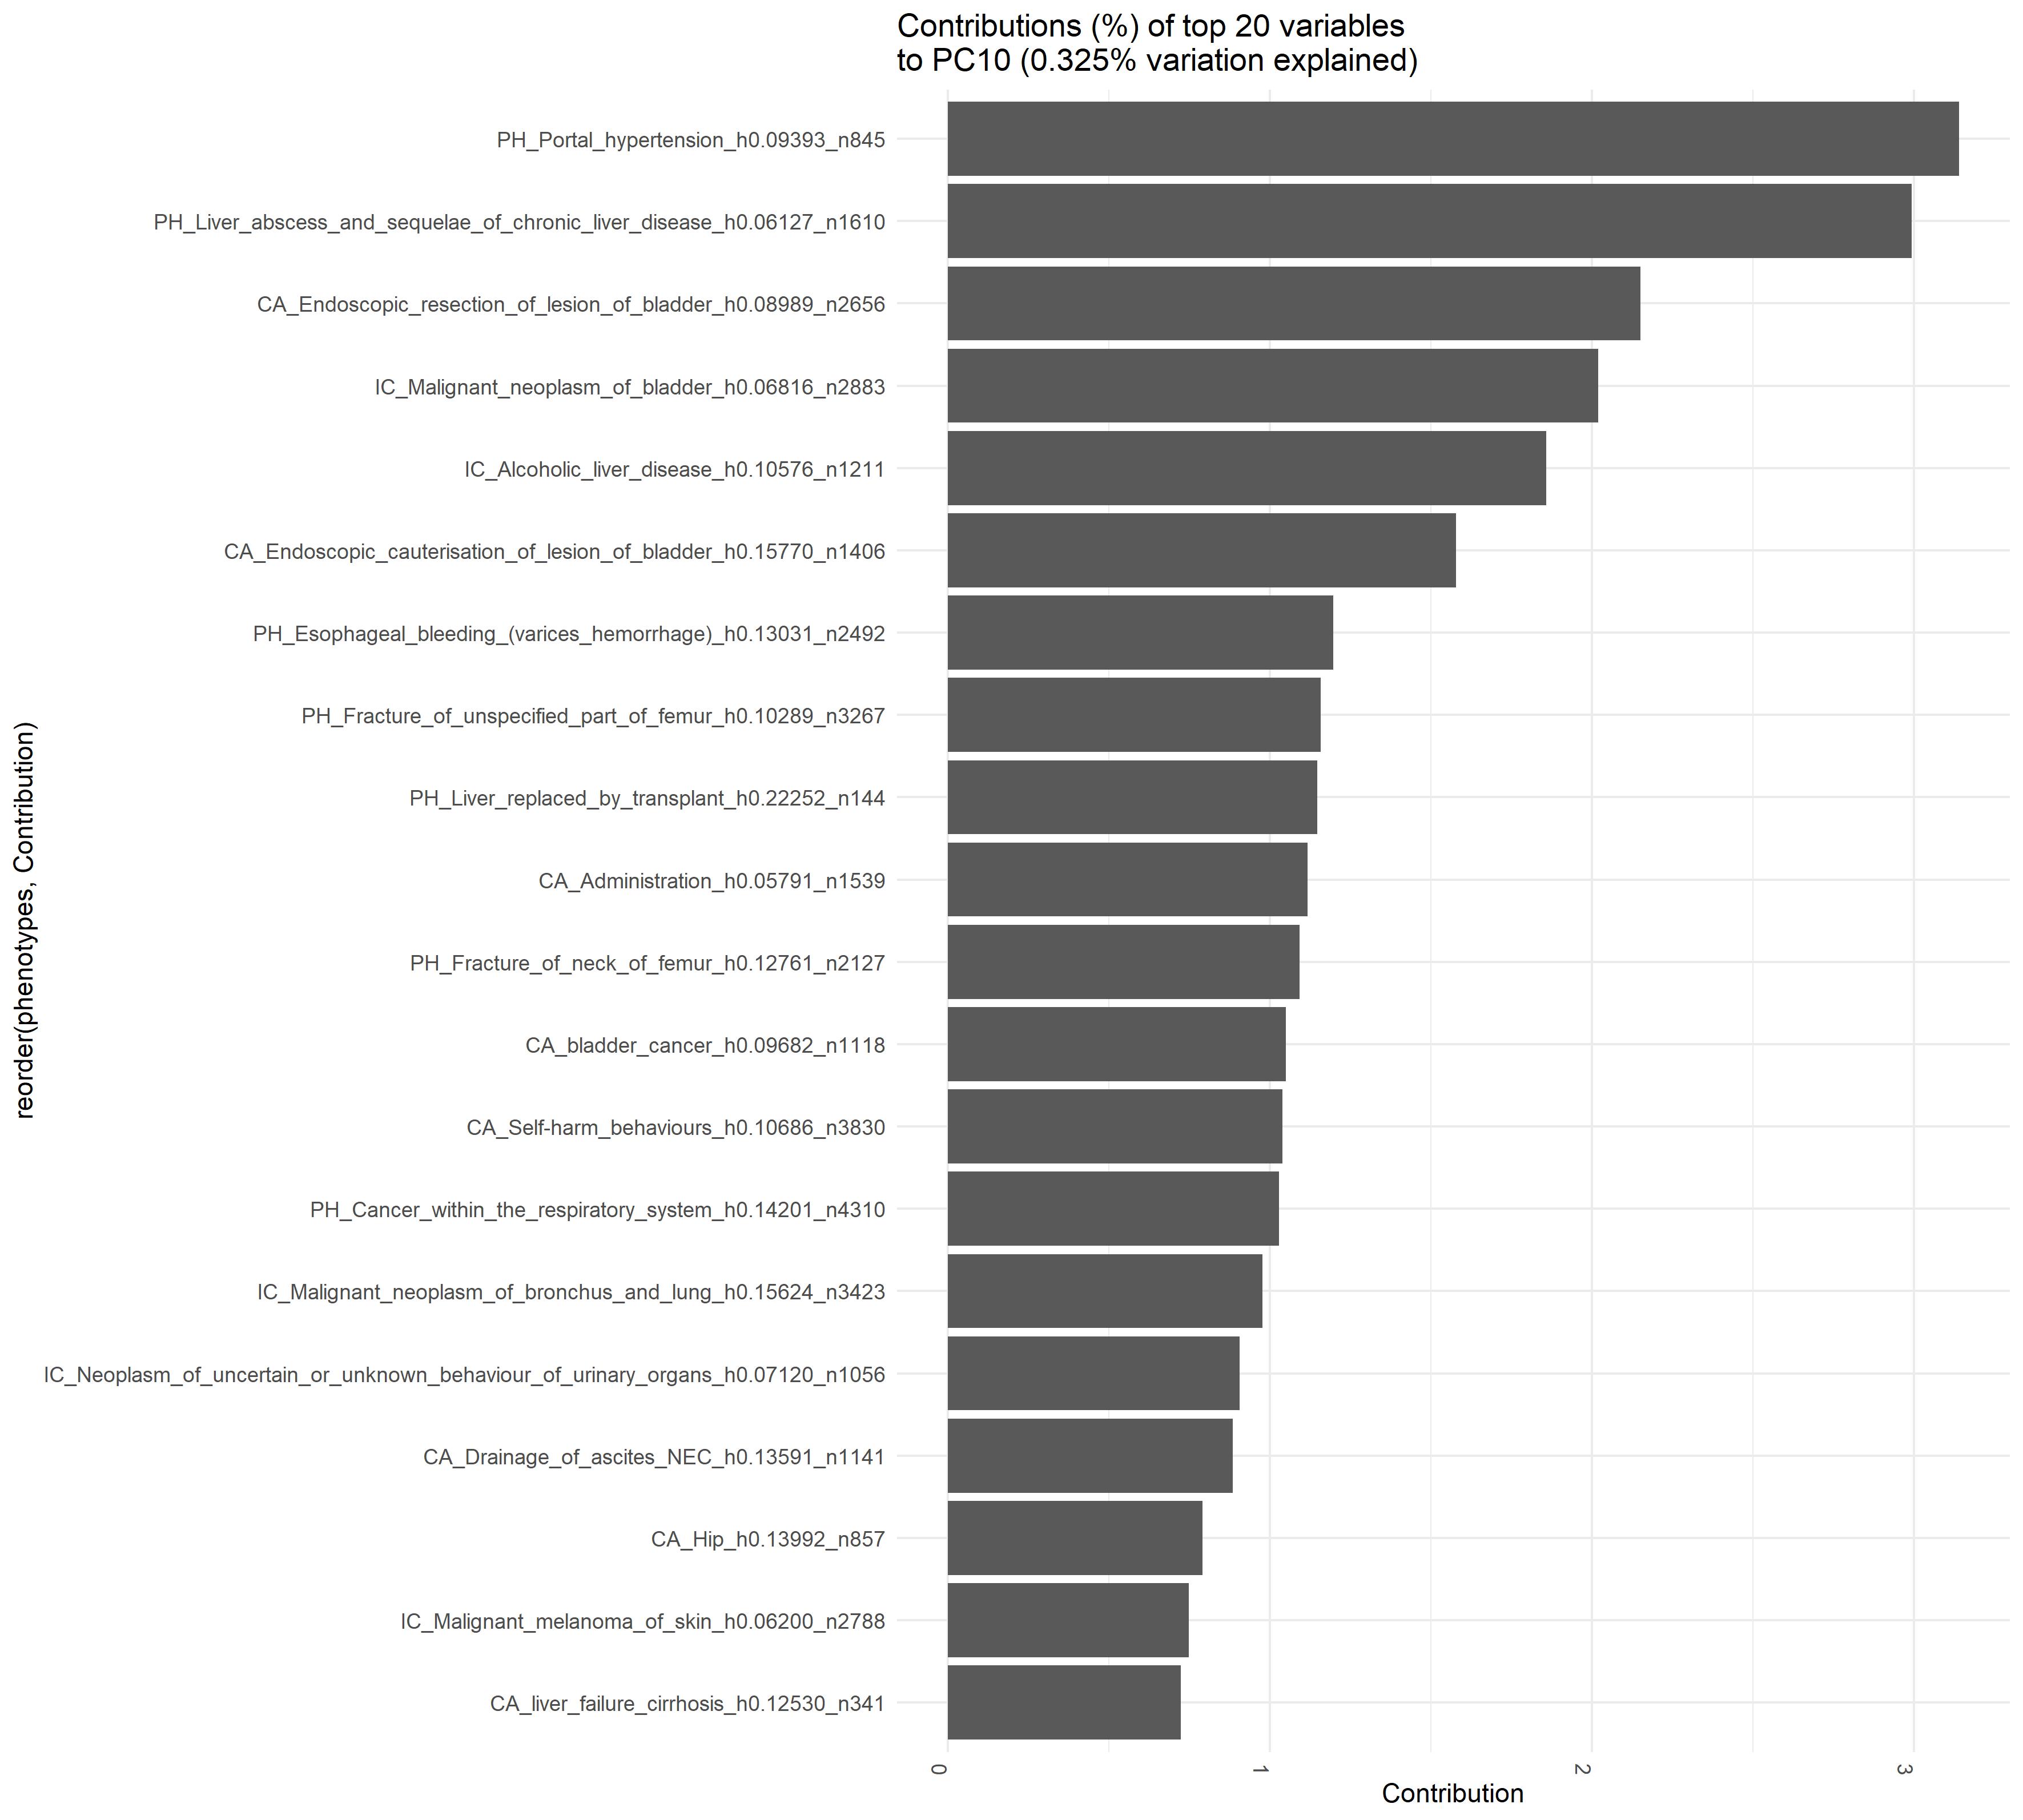 Contributions (%) of top 20 variables
to PC10 (0.325% variation explained)
PH_Portal_hypertension_h0.09393_n845
PH_Liver_abscess_and_sequelae_of_chronic_liver_disease_h0.06127_n1610
CA_Endoscopic_resection_of_lesion_of_bladder_h0.08989_n2656
IC_Malignant_neoplasm_of_bladder_h0.06816_n2883
IC_Alcoholic_liver_disease_h0.10576_n1211
CA_Endoscopic_cauterisation_of_lesion_of_bladder_h0.15770_n1406
PH_Esophageal_bleeding_(varices_hemorrhage)_h0.13031_n2492
PH_Fracture_of_unspecified_part_of_femur_h0.10289_n3267
PH_Liver_replaced_by_transplant_h0.22252_n144
CA_Administration_h0.05791_n1539
PH_Fracture_of_neck_of_femur_h0.12761_n2127
CA_bladder_cancer_h0.09682_n1118
CA_Self-harm_behaviours_h0.10686_n3830
PH_Cancer_within_the_respiratory_system_h0.14201_n4310
IC_Malignant_neoplasm_of_bronchus_and_lung_h0.15624_n3423
IC_Neoplasm_of_uncertain_or_unknown_behaviour_of_urinary_organs_h0.07120_n1056
CA_Drainage_of_ascites_NEC_h0.13591_n1141
CA_Hip_h0.13992_n857
IC_Malignant_melanoma_of_skin_h0.06200_n2788
CA_liver_failure_cirrhosis_h0.12530_n341
reorder(phenotypes, Contribution)
0 1 2 3
Contribution